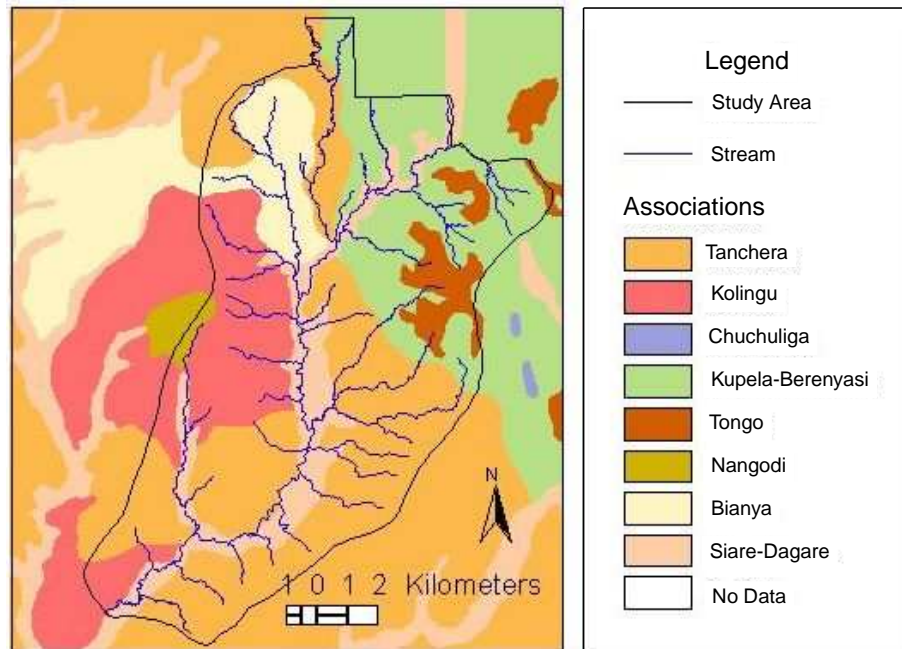 N
1 0 1 2 Kilometers
Legend
Study Area
Stream
Associations
Tanchera
Kolingu
Chuchuliga
Kupela-Berenyasi
Tongo
Nangodi
Bianya
Siare-Dagare
No Data